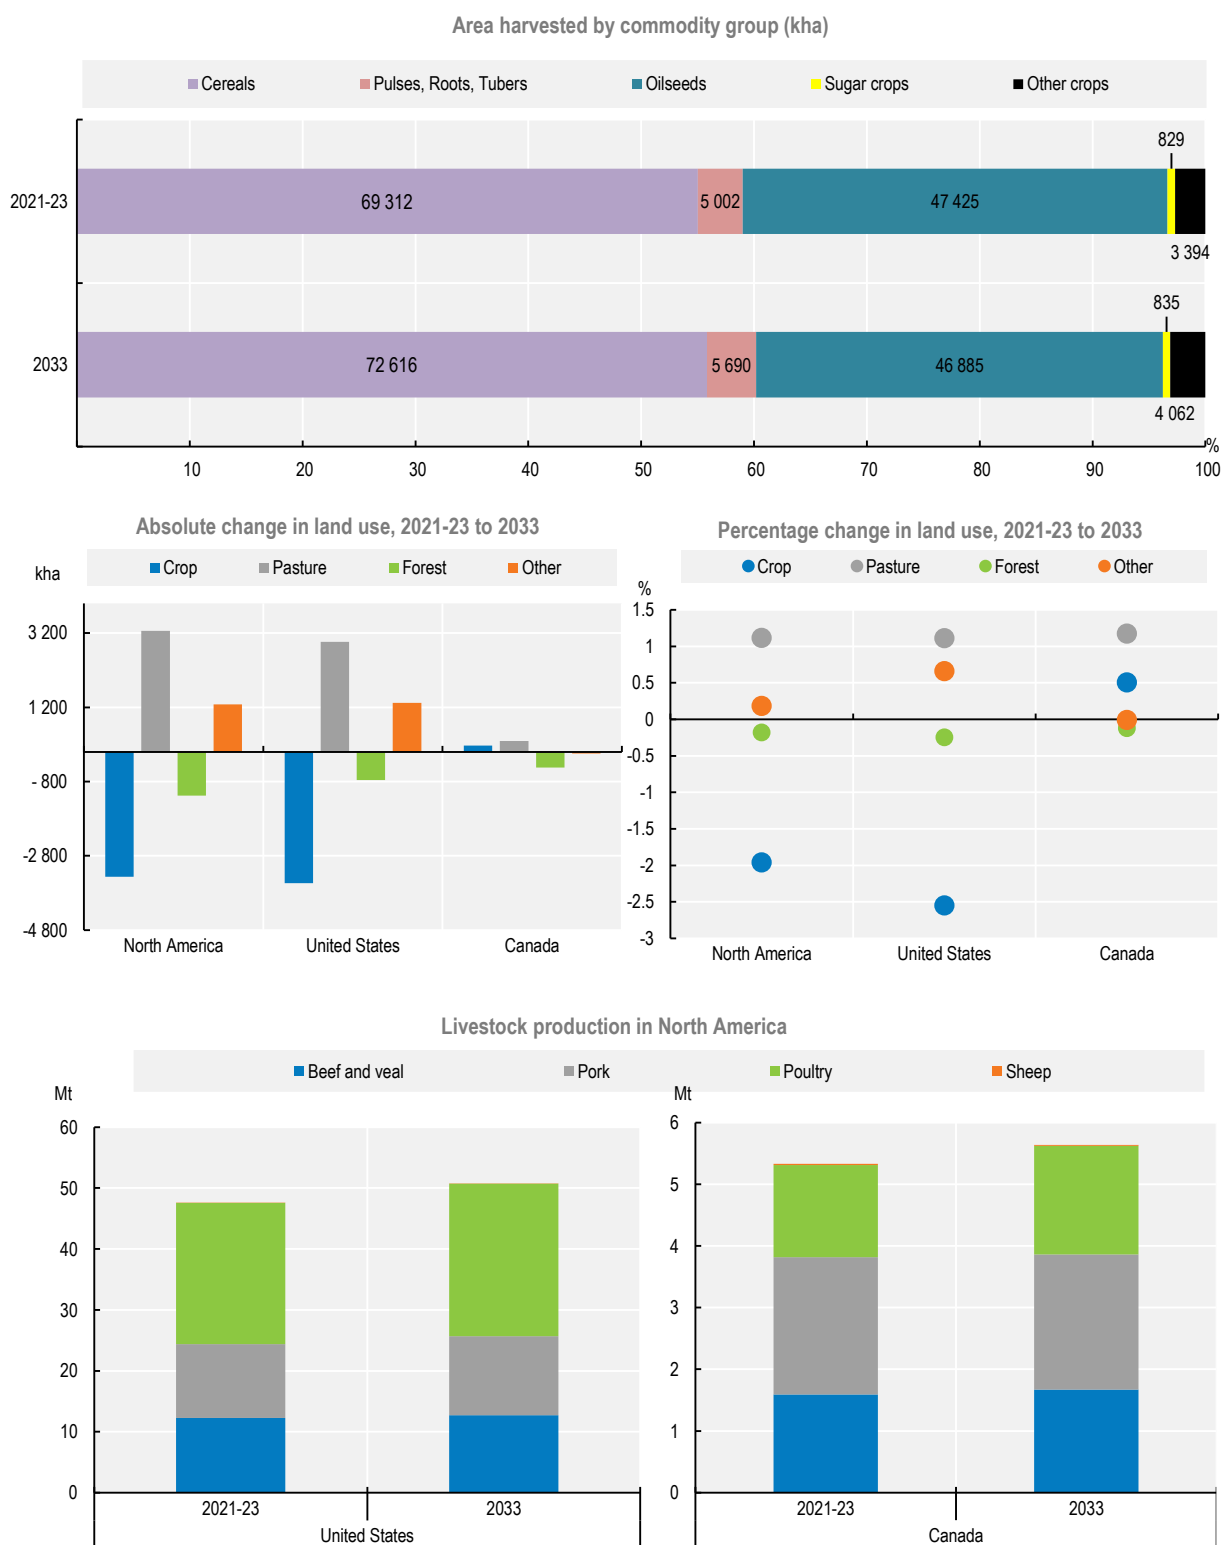 Area harvested by commodity group (kha)
Cereals Pulses, Roots, Tubers Oilseeds Sugar crops Other crops
829
2021-23 69 312 5 002 47 425
3 394
835
2033 72 616 5 690 46 885
4 062
%
10 20 30 40 50 60 70 80 90 100
Absolute change in land use, 2021-23 to 2033
kha
Crop Pasture Forest Other
3 200
1 200
- 800
-2 800
-4 800
North America United States Canada
Percentage change in land use, 2021-23 to 2033
Crop Pasture Forest Other
%
1.5
1
0.5
0
-0.5
-1
-1.5
-2
-2.5
-3
North America United States Canada
Livestock production in North America
Beef and veal Pork Poultry Sheep
Mt
60
50
40
30
20
10
0
2021-23 2033
United States
Mt
6
5
4
3
2
1
0
2021-23 2033
Canada